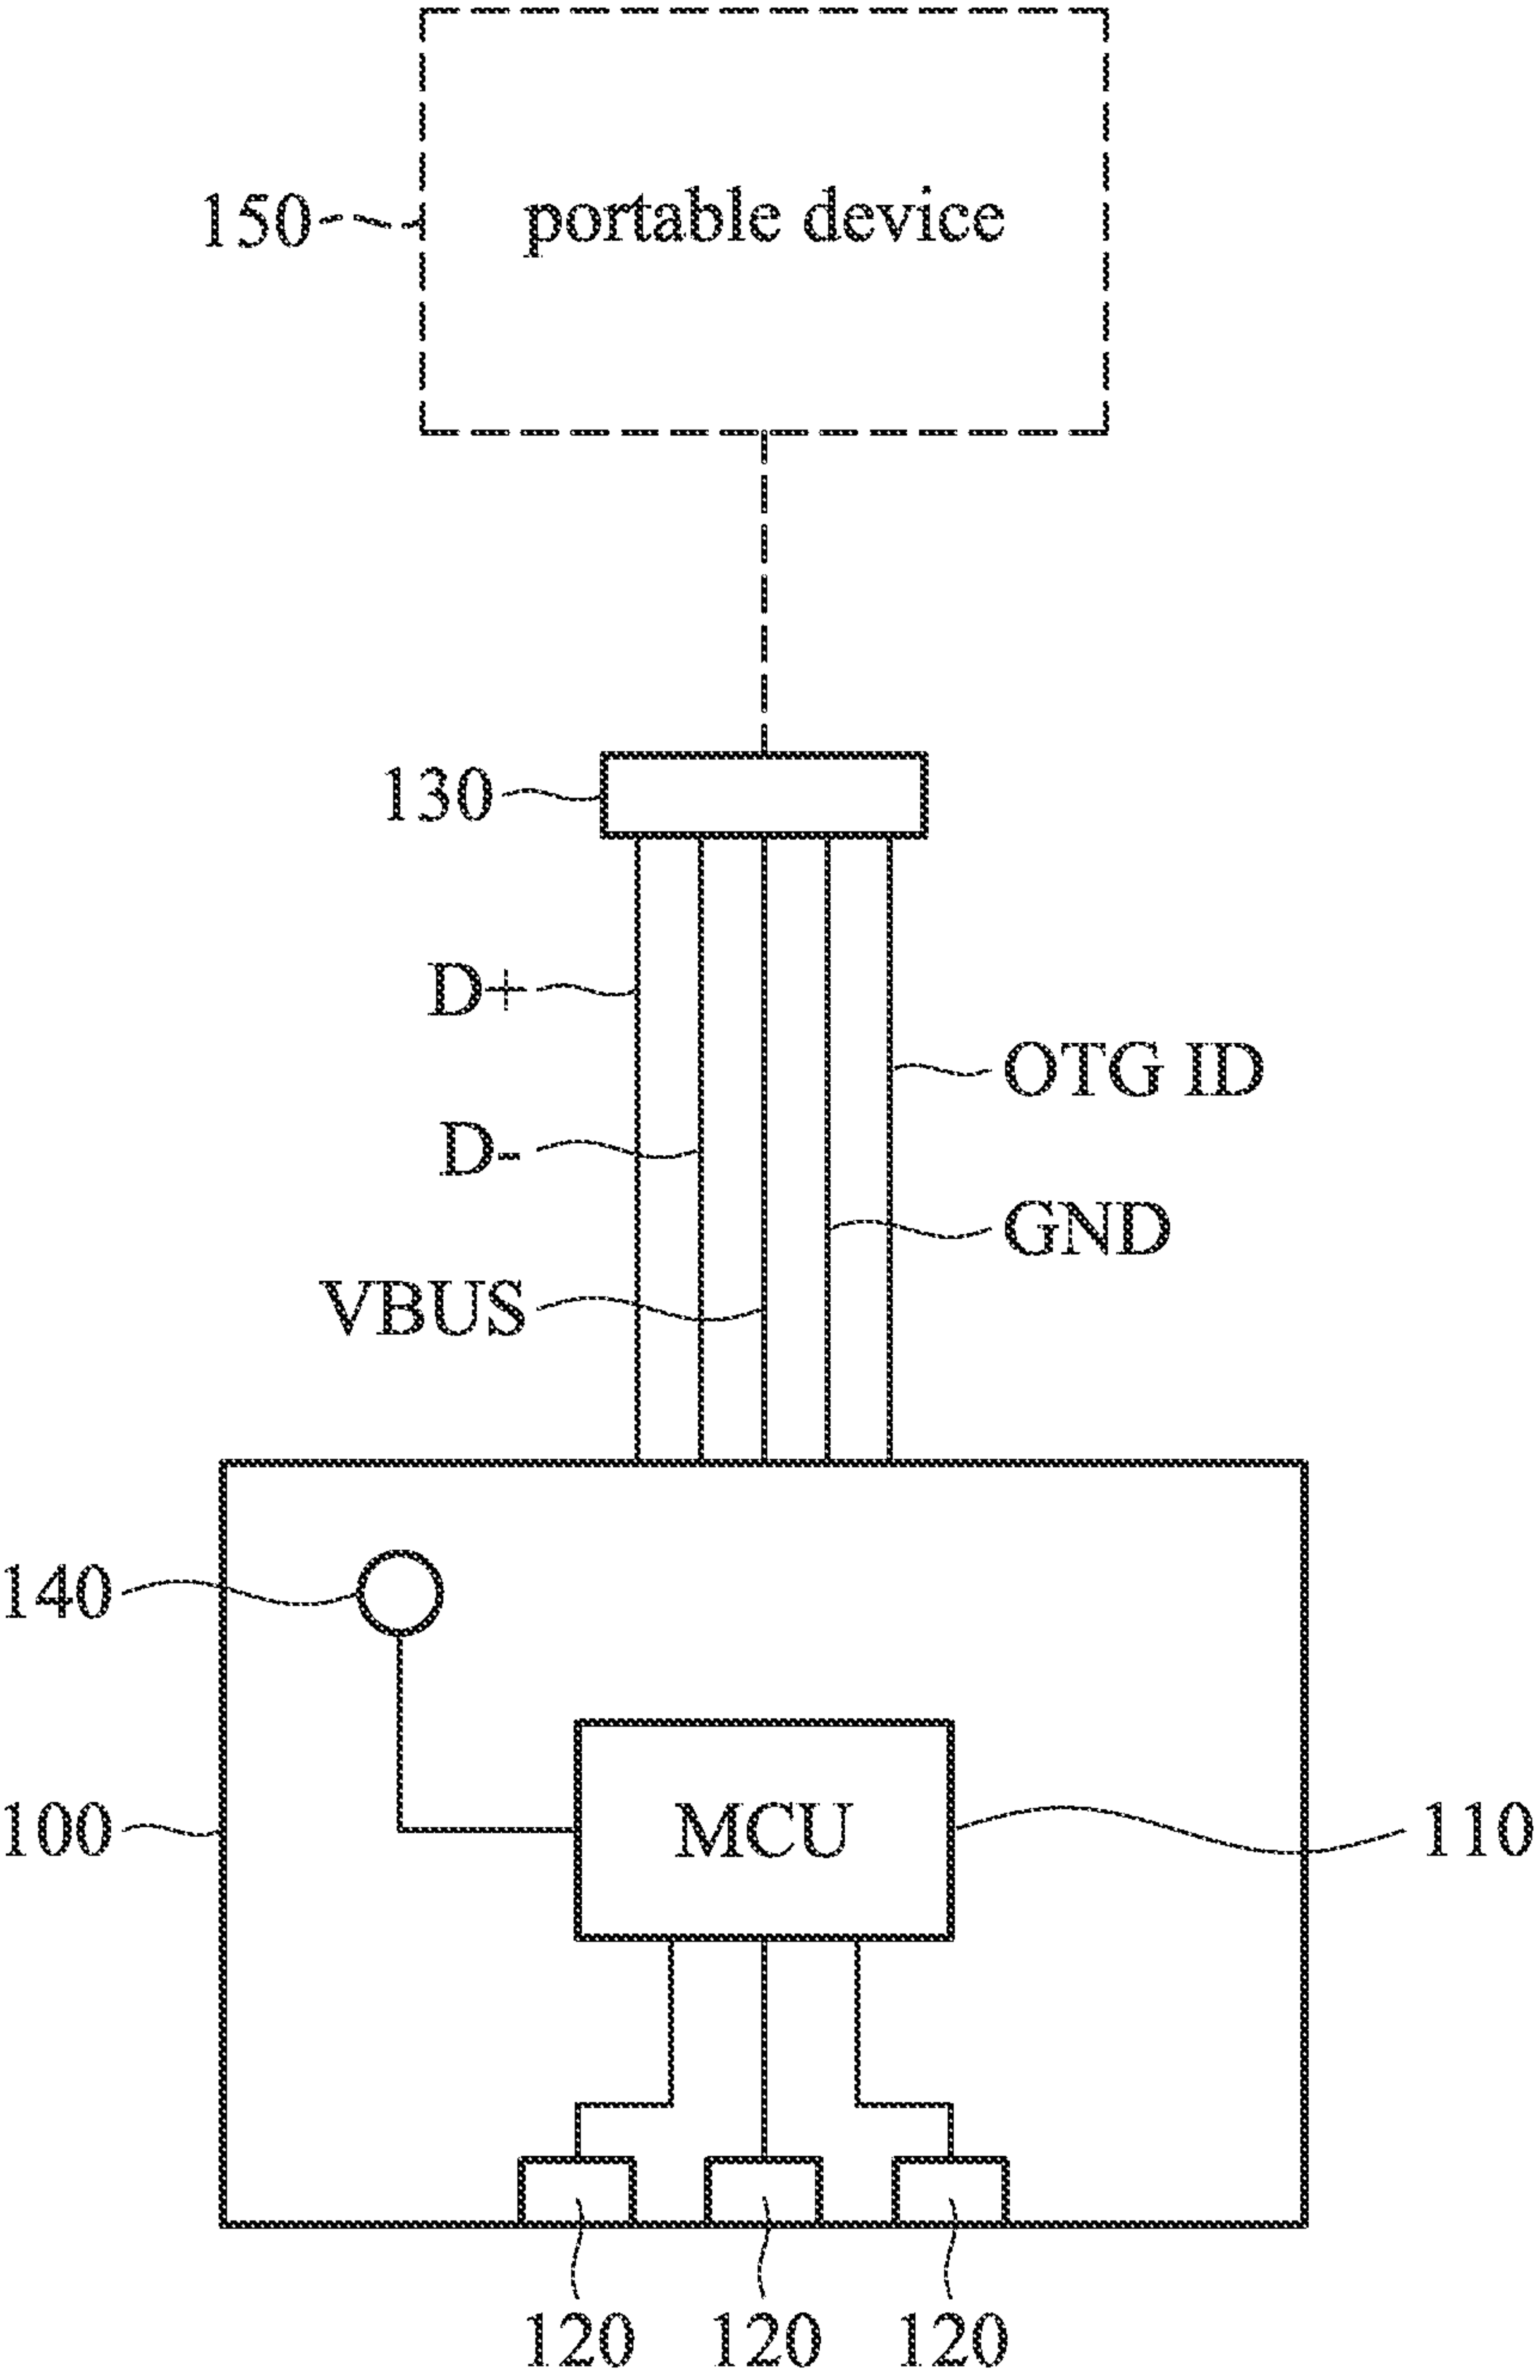 150
portable device
130
D+
OTG ID
D-
GND
VBUS
140
100
MCU
110
120
120
120